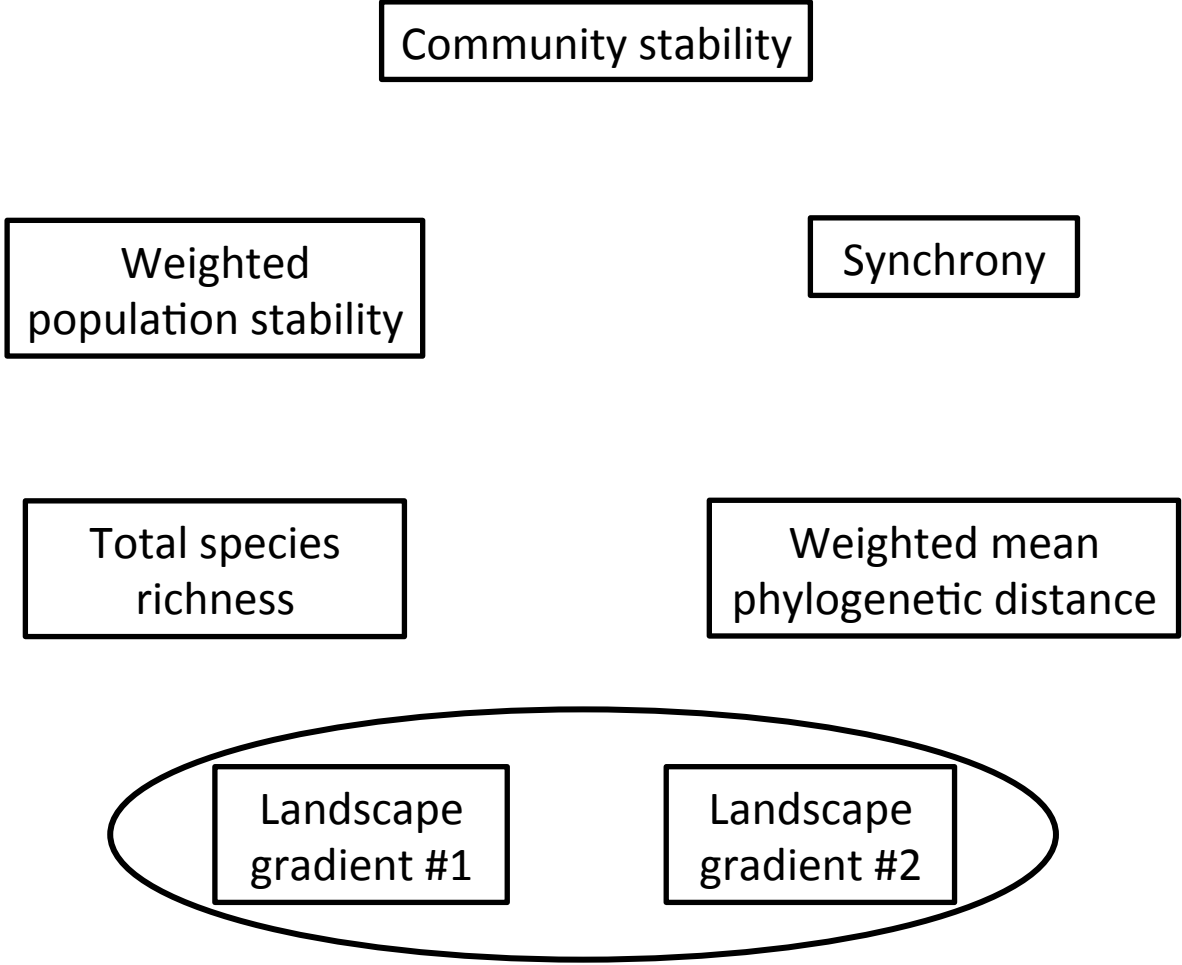 Community stability
Weighted
population stability
Synchrony
Total species
richness
Weighted mean
phylogenetic distance
Landscape
gradient #1
Landscape
gradient #2